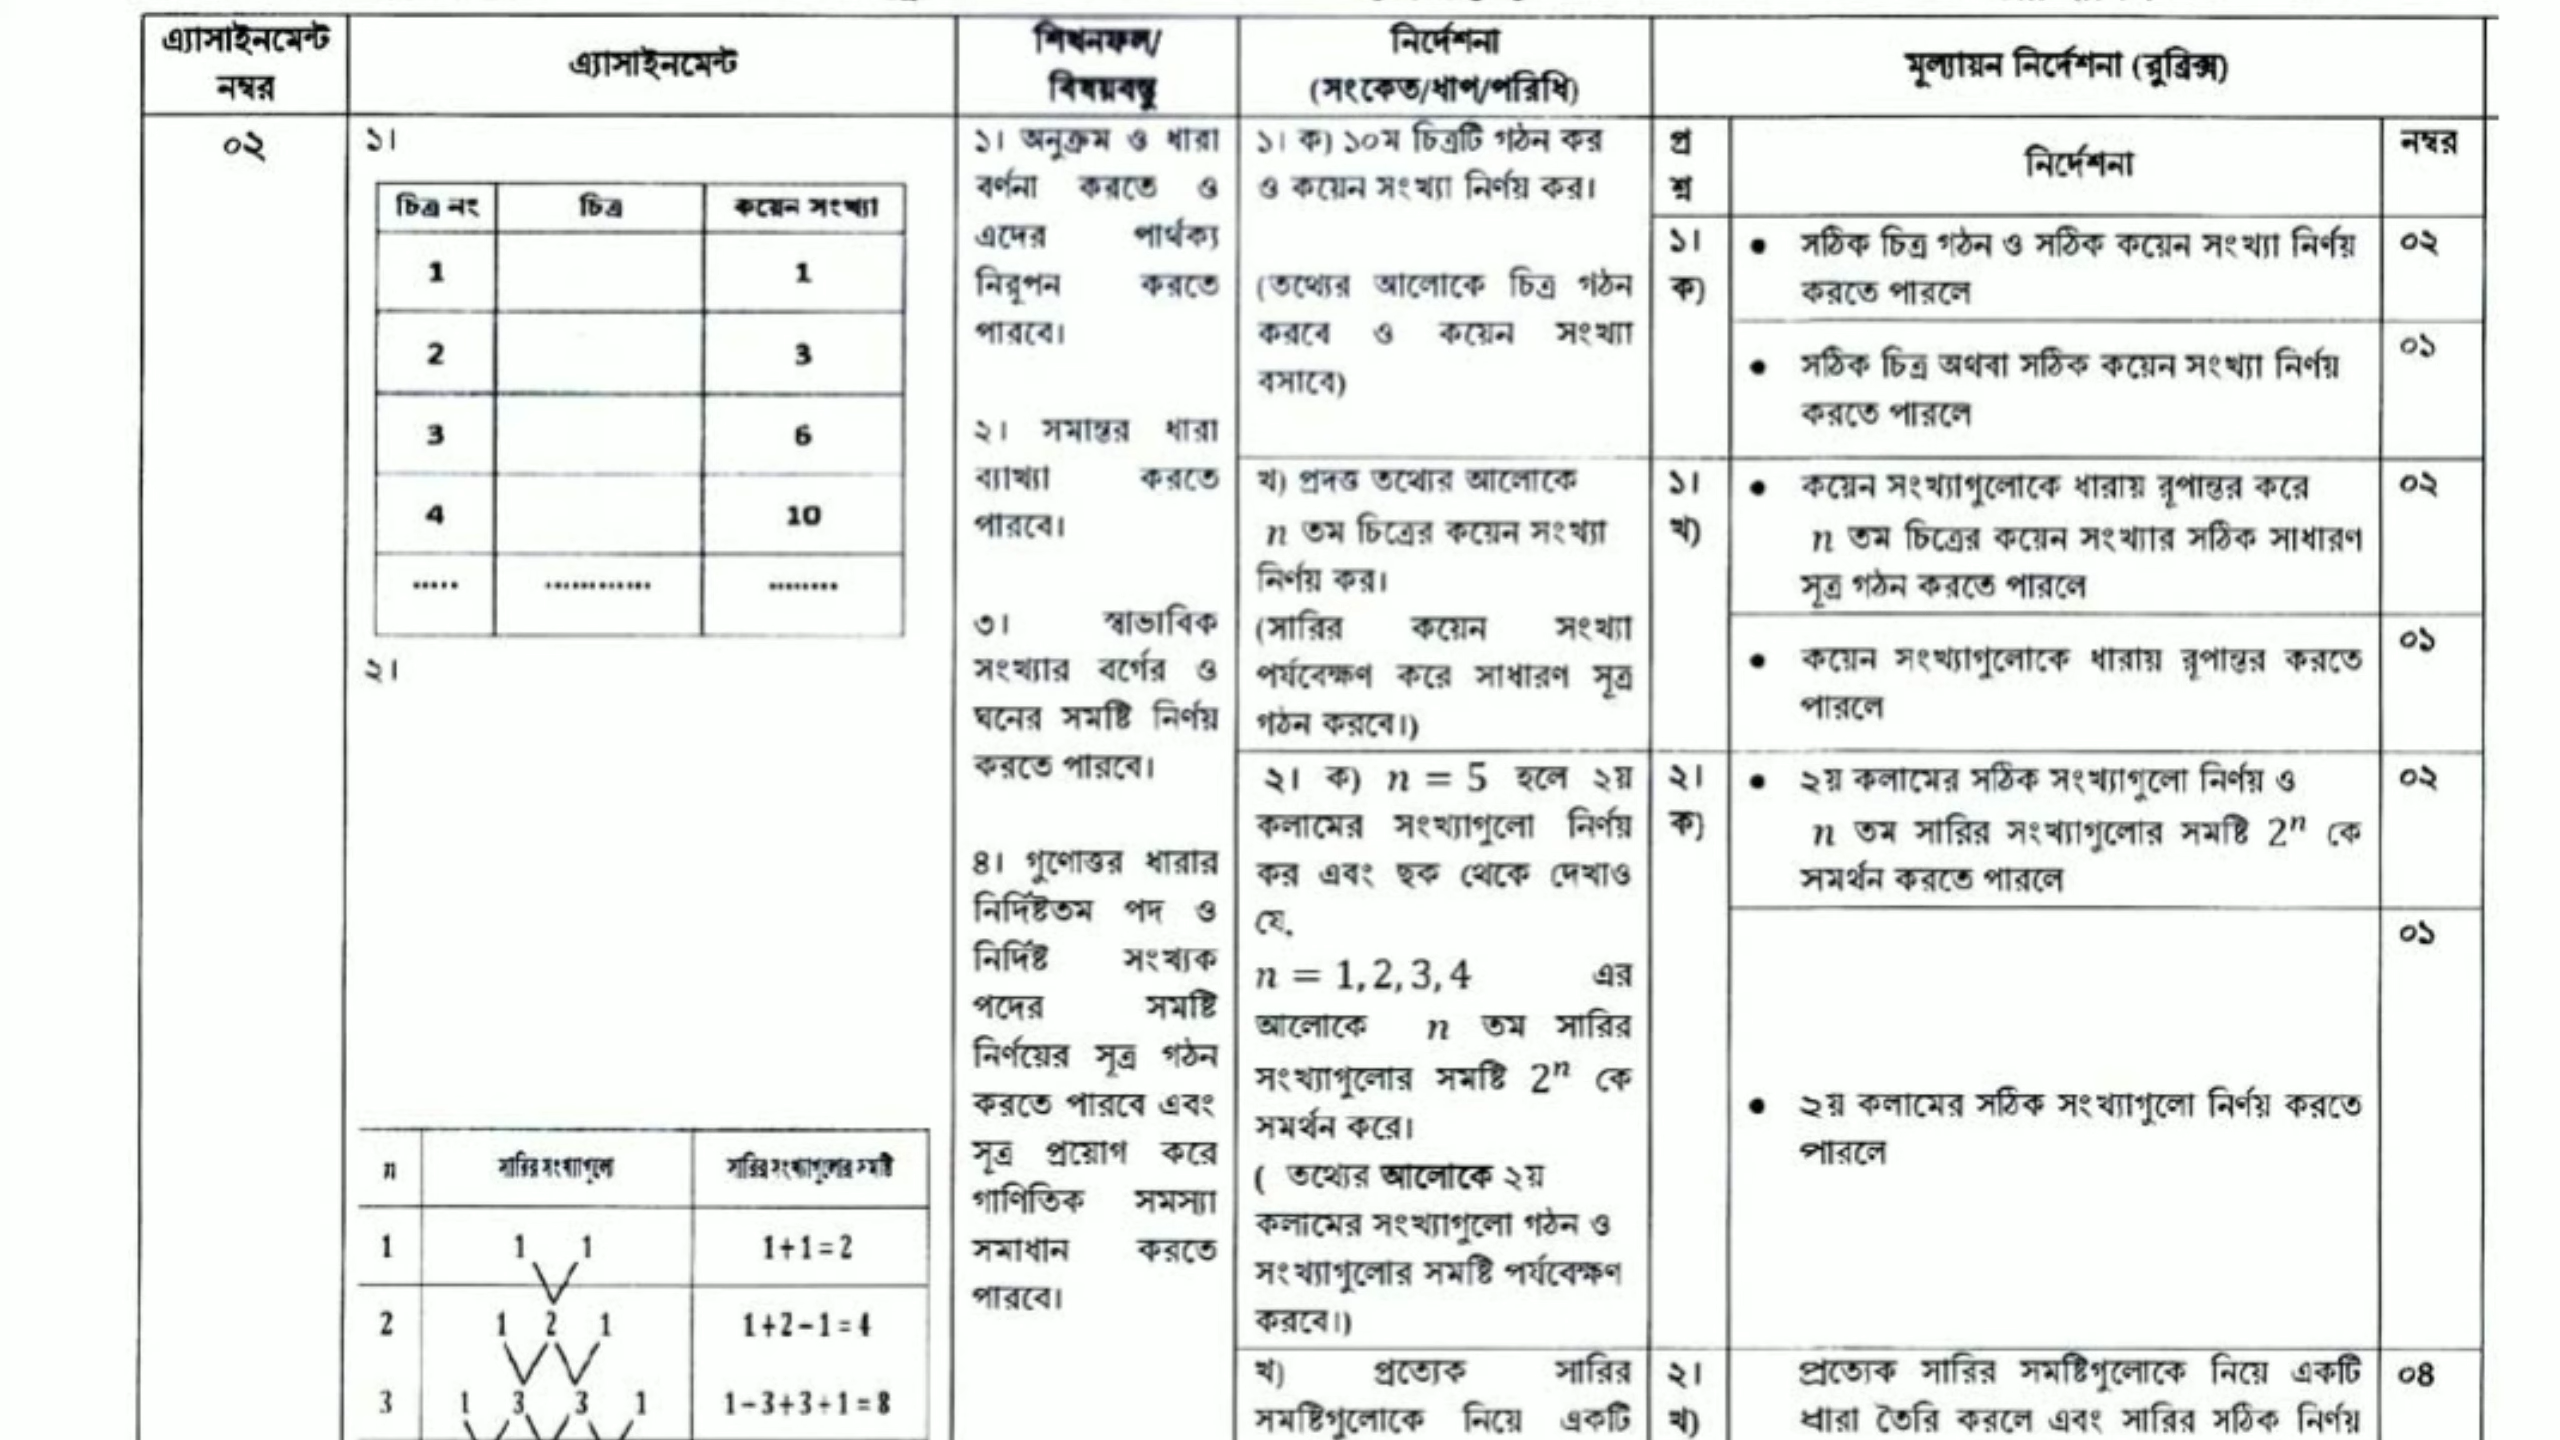 এ্যাসাইনমেন্ট
নম্বর
এ্যাসাইনমেন্ট
শিখনফল/
বিষয়বস্তু
নির্দেশনা
(সংকেত/ধাপ/পরিধি)
মূল্যায়ন নির্দেশনা (রুব্রিক্স)
০২
১।
চিত্র নং চিত্র কয়েন সংখ্যা
1 1
2 3
3 6
4 10
..... ............ ........
২।
n সারির সংখ্যাগুলো সারির সংখ্যাগুলোর সমষ্টি
1 1 1 1+1=2
2 1 2 1 1+2-1=4
3 1 3 3 1 1-3+3+1=8
১। অনুক্রম ও ধারা
বর্ণনা করতে ও
এদের পার্থক্য
নিরূপন করতে
পারবে।
২। সমান্তর ধারা
ব্যাখ্যা করতে
পারবে।
৩। স্বাভাবিক
সংখ্যার বর্গের ও
ঘনের সমষ্টি নির্ণয়
করতে পারবে।
৪। গুণোত্তর ধারার
নির্দিষ্টতম পদ ও
নির্দিষ্ট সংখ্যক
পদের সমষ্টি
নির্ণয়ের সূত্র গঠন
করতে পারবে এবং
সূত্র প্রয়োগ করে
গাণিতিক সমস্যা
সমাধান করতে
পারবে।
১। ক) ১০ম চিত্রটি গঠন কর
ও কয়েন সংখ্যা নির্ণয় কর।
(তথ্যের আলোকে চিত্র গঠন
করবে ও কয়েন সংখ্যা
বসাবে)
খ) প্রদত্ত তথ্যের আলোকে
n তম চিত্রের কয়েন সংখ্যা
নির্ণয় কর।
(সারির কয়েন সংখ্যা
পর্যবেক্ষণ করে সাধারণ সূত্র
গঠন করবে।)
২। ক) n = 5 হলে ২য়
কলামের সংখ্যাগুলো নির্ণয়
কর এবং ছক থেকে দেখাও
যে,
n = 1, 2, 3, 4 এর
আলোকে n তম সারির
সংখ্যাগুলোর সমষ্টি 2ⁿ কে
সমর্থন করে।
( তথ্যের আলোকে ২য়
কলামের সংখ্যাগুলো গঠন ও
সংখ্যাগুলোর সমষ্টি পর্যবেক্ষণ
করবে।)
খ) প্রত্যেক সারির
সমষ্টিগুলোকে নিয়ে একটি
প্র
শ্ন
নির্দেশনা
নম্বর
১।
ক)
• সঠিক চিত্র গঠন ও সঠিক কয়েন সংখ্যা নির্ণয়
করতে পারলে
০২
• সঠিক চিত্র অথবা সঠিক কয়েন সংখ্যা নির্ণয়
করতে পারলে
০১
১।
খ)
• কয়েন সংখ্যাগুলোকে ধারায় রূপান্তর করে
n তম চিত্রের কয়েন সংখ্যার সঠিক সাধারণ
সূত্র গঠন করতে পারলে
০২
• কয়েন সংখ্যাগুলোকে ধারায় রূপান্তর করতে
পারলে
০১
২।
ক)
• ২য় কলামের সঠিক সংখ্যাগুলো নির্ণয় ও
n তম সারির সংখ্যাগুলোর সমষ্টি 2ⁿ কে
সমর্থন করতে পারলে
০২
• ২য় কলামের সঠিক সংখ্যাগুলো নির্ণয় করতে
পারলে
০১
২।
খ)
প্রত্যেক সারির সমষ্টিগুলোকে নিয়ে একটি
ধারা তৈরি করলে এবং সারির সঠিক নির্ণয়
০৪